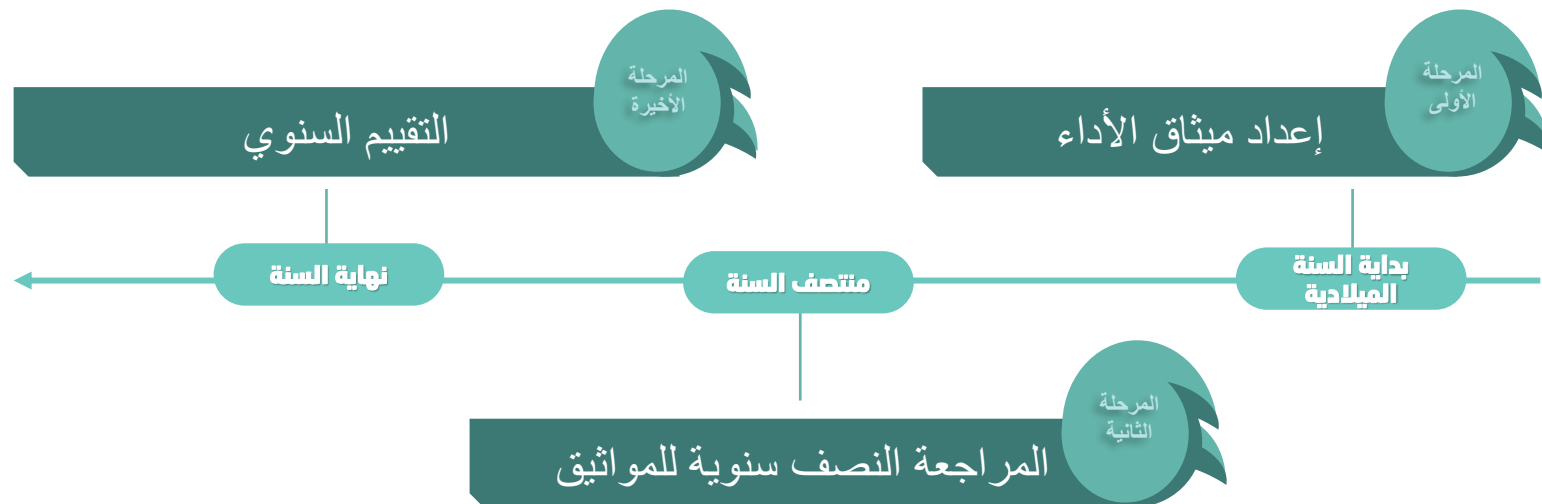 المرحلة
الأولى
إعداد ميثاق الأداء
بداية السنة
الميلادية
المرحلة
الثانية
المراجعة النصف سنوية للمواثيق
منتصف السنة
المرحلة
الأخيرة
التقييم السنوي
نهاية السنة